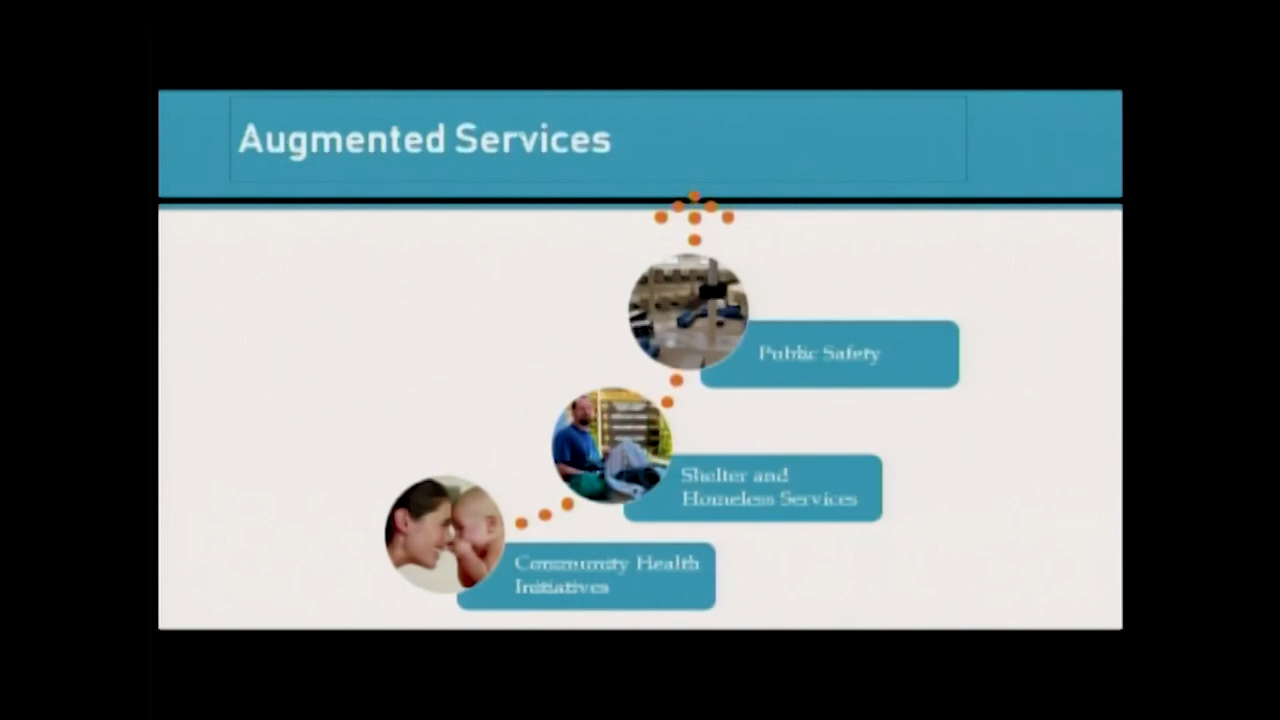 Augmented Services
Public Safety
Shelter and
Homeless Services
Community Health
Initiatives